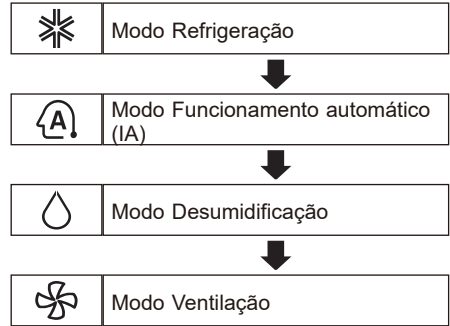 Modo Refrigeração
A
Modo Funcionamento automático
(IA)
Modo Desumidificação
Modo Ventilação